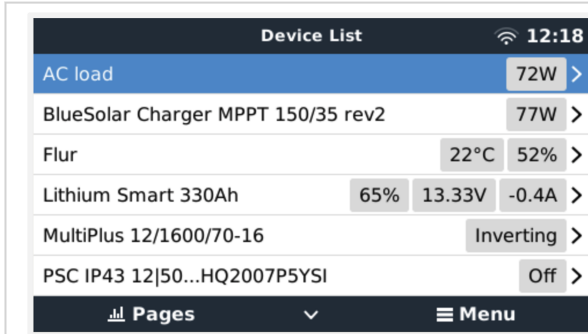 Device List 12:18
AC load 72W
BlueSolar Charger MPPT 150/35 rev2 77W
Flur 22°C 52%
Lithium Smart 330Ah 65% 13.33V -0.4A
MultiPlus 12/1600/70-16 Inverting
PSC IP43 12|50...HQ2007P5YSI Off
Pages Menu